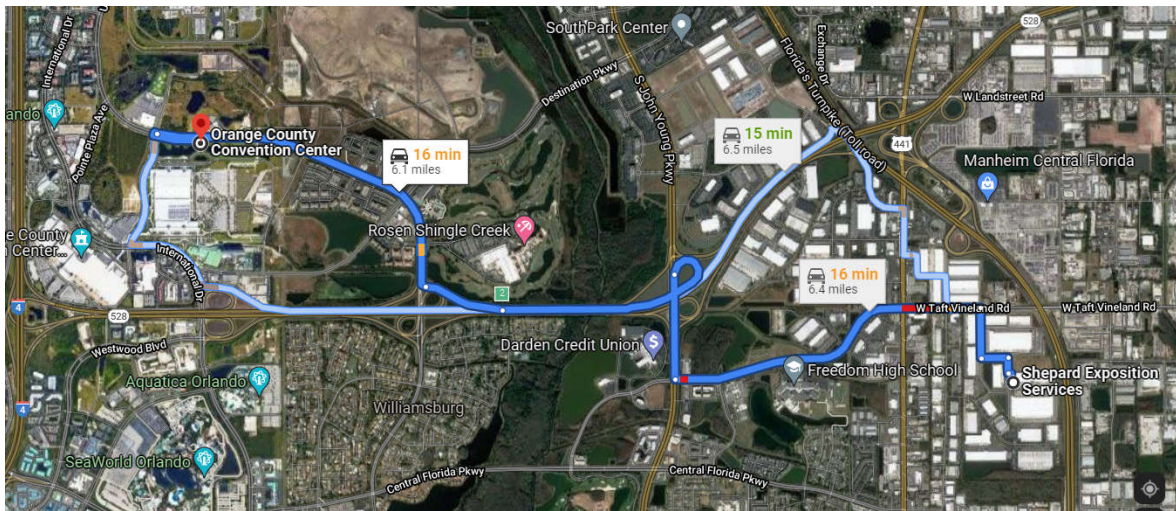 SouthPark Center
528
International Dr
Destination Pkwy
S John Young Pkwy
Florida's Turnpike (Toll road)
Exchange Dr
W Landstreet Rd
Pointe Plaza Ave
Orange County
Convention Center
16 min
6.1 miles
15 min
6.5 miles
441
Manheim Central Florida
Rosen Shingle Creek
e County
Center...
International Dr
16 min
6.4 miles
4
528
-2
W Taft Vineland Rd
W Taft Vineland Rd
Westwood Blvd
Darden Credit Union
Freedom High School
Shepard Exposition
Services
Aquatica Orlando
Williamsburg
4
SeaWorld Orlando
Central Florida Pkwy
Central Florida Pkwy